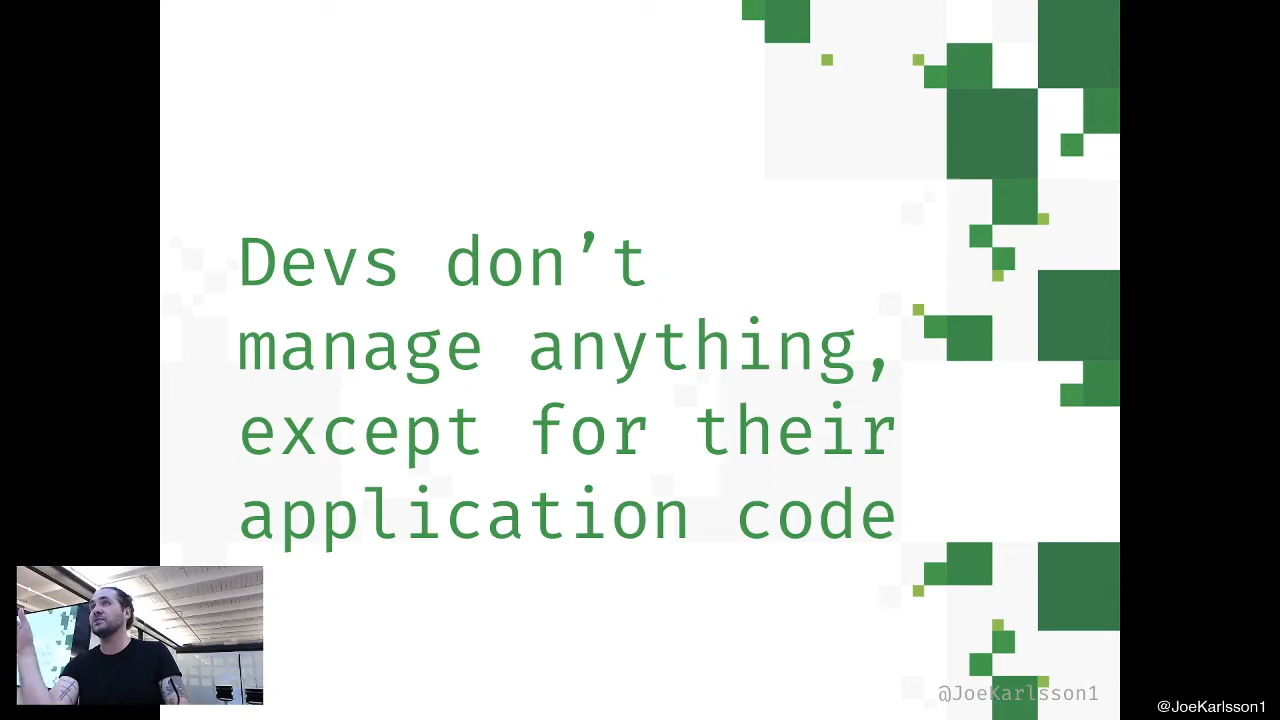 Devs don’t
manage anything,
except for their
application code
@JoeKarlsson1
@JoeKarlsson1